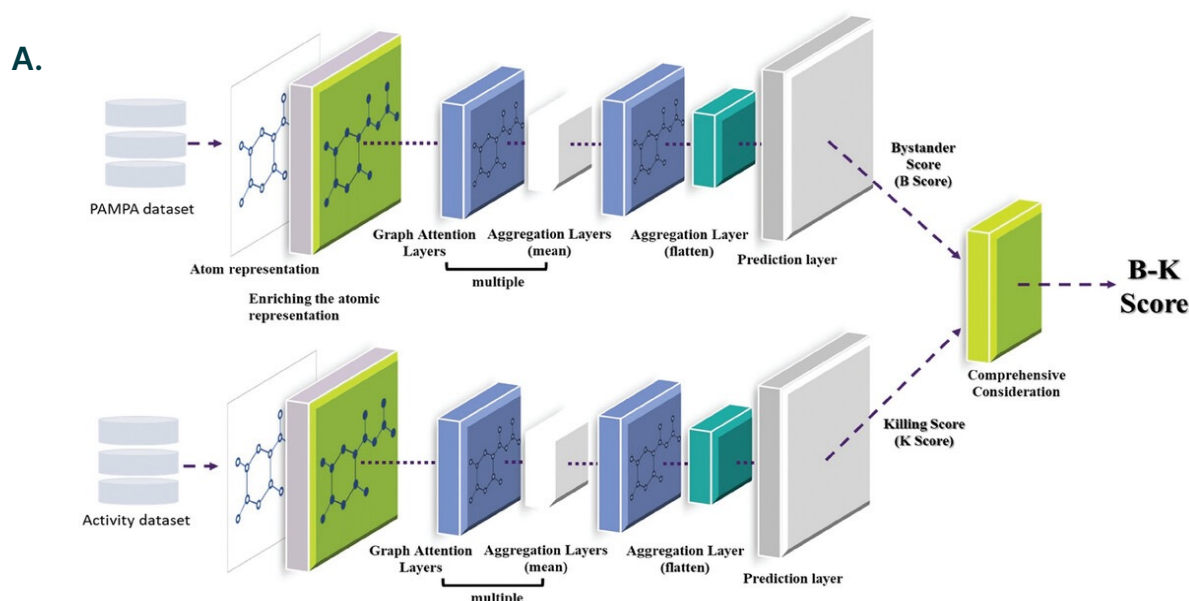 A.
PAMPA dataset
Atom representation
Enriching the atomic
representation
Graph Attention
Layers
Aggregation Layers
(mean)
multiple
Aggregation Layer
(flatten)
Prediction layer
Bystander
Score
(B Score)
B-K
Score
Comprehensive
Consideration
Killing Score
(K Score)
Activity dataset
Graph Attention
Layers
Aggregation Layers
(mean)
multiple
Aggregation Layer
(flatten)
Prediction layer